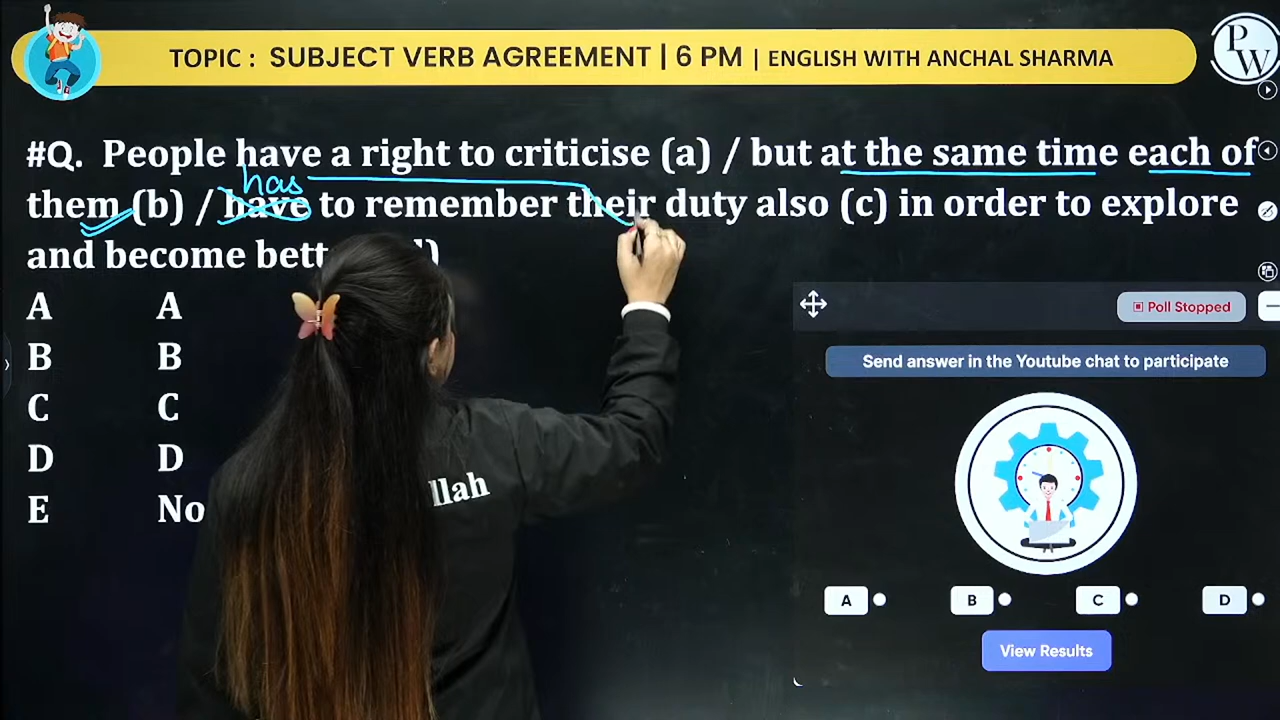 TOPIC : SUBJECT VERB AGREEMENT | 6 PM | ENGLISH WITH ANCHAL SHARMA
PW
#Q. People have a right to criticise (a) / but at the same time each of
has
them (b) / have to remember their duty also (c) in order to explore
and become
A A
B B
C C
D D
E No
llah
Poll Stopped
Send answer in the Youtube chat to participate
A B C D
View Results